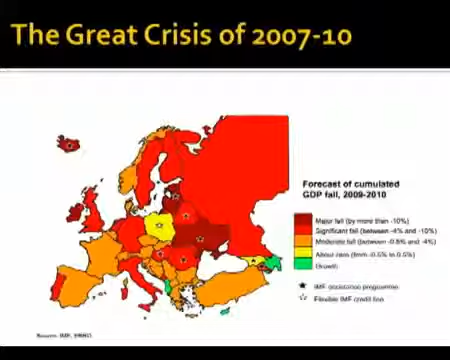 The Great Crisis of 2007-10
Forecast of cumulated
GDP fall, 2009-2010
Major fall (by more than -10%)
Significant fall (between -4% and -10%)
Moderate fall (between -0.5% and -4%)
About zero (from -0.5% to 0.5%)
Growth
IMF assistance programme
Flexible IMF credit line
Source: IMF,